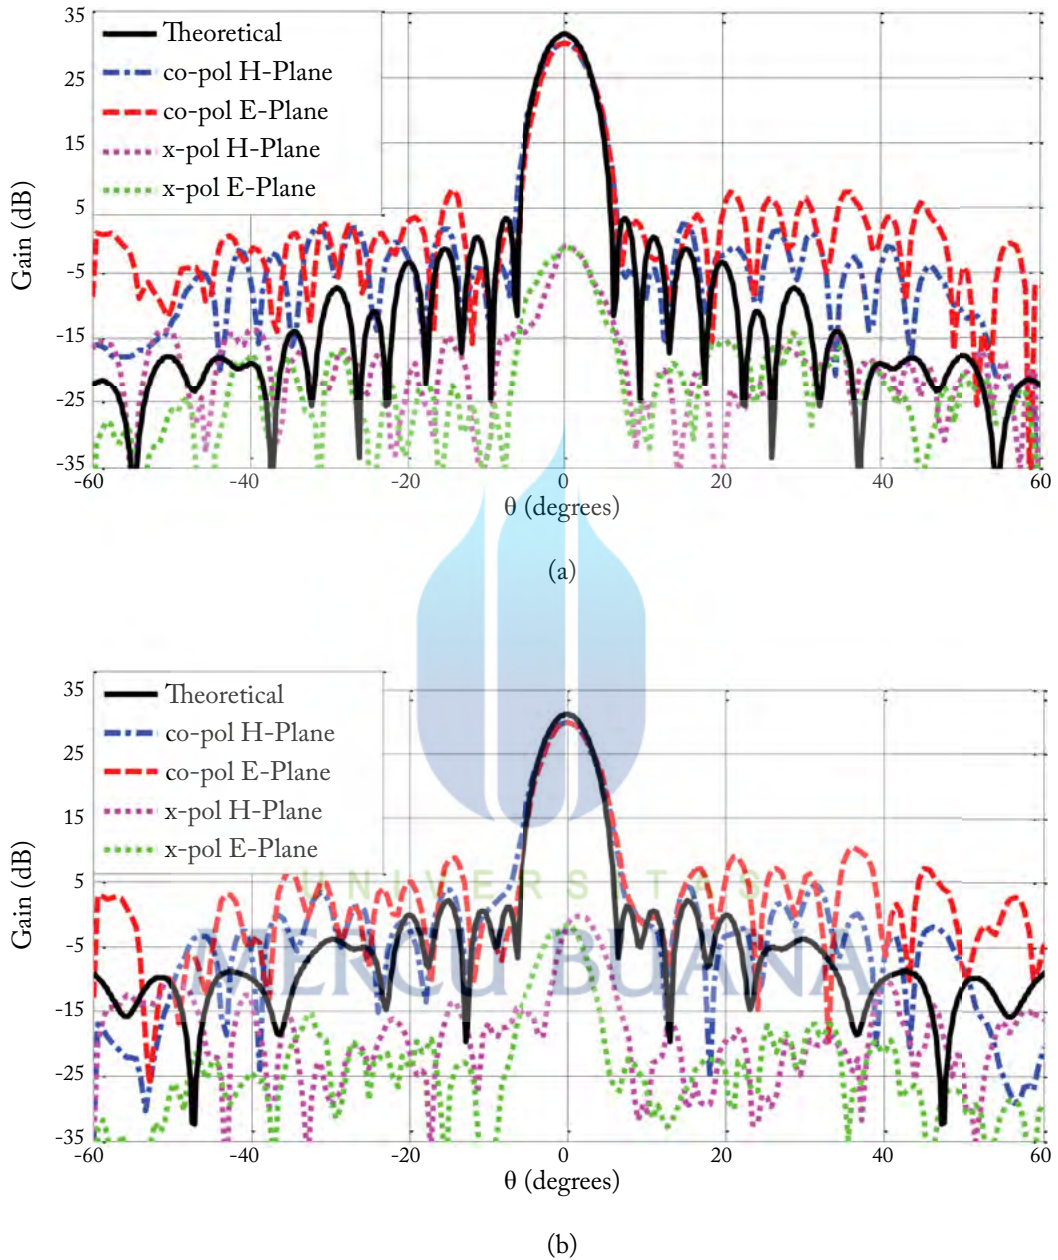 35
25
15
5
-5
-15
-25
-35
Gain (dB)
Theoretical
co-pol H-Plane
co-pol E-Plane
x-pol H-Plane
x-pol E-Plane
-60 -40 -20 0 20 40 60
θ (degrees)
(a)
35
25
15
5
-5
-15
-25
-35
Gain (dB)
Theoretical
co-pol H-Plane
co-pol E-Plane
x-pol H-Plane
x-pol E-Plane
UNIVERSITAS
MERCU BUANA
-60 -40 -20 0 20 40 60
θ (degrees)
(b)